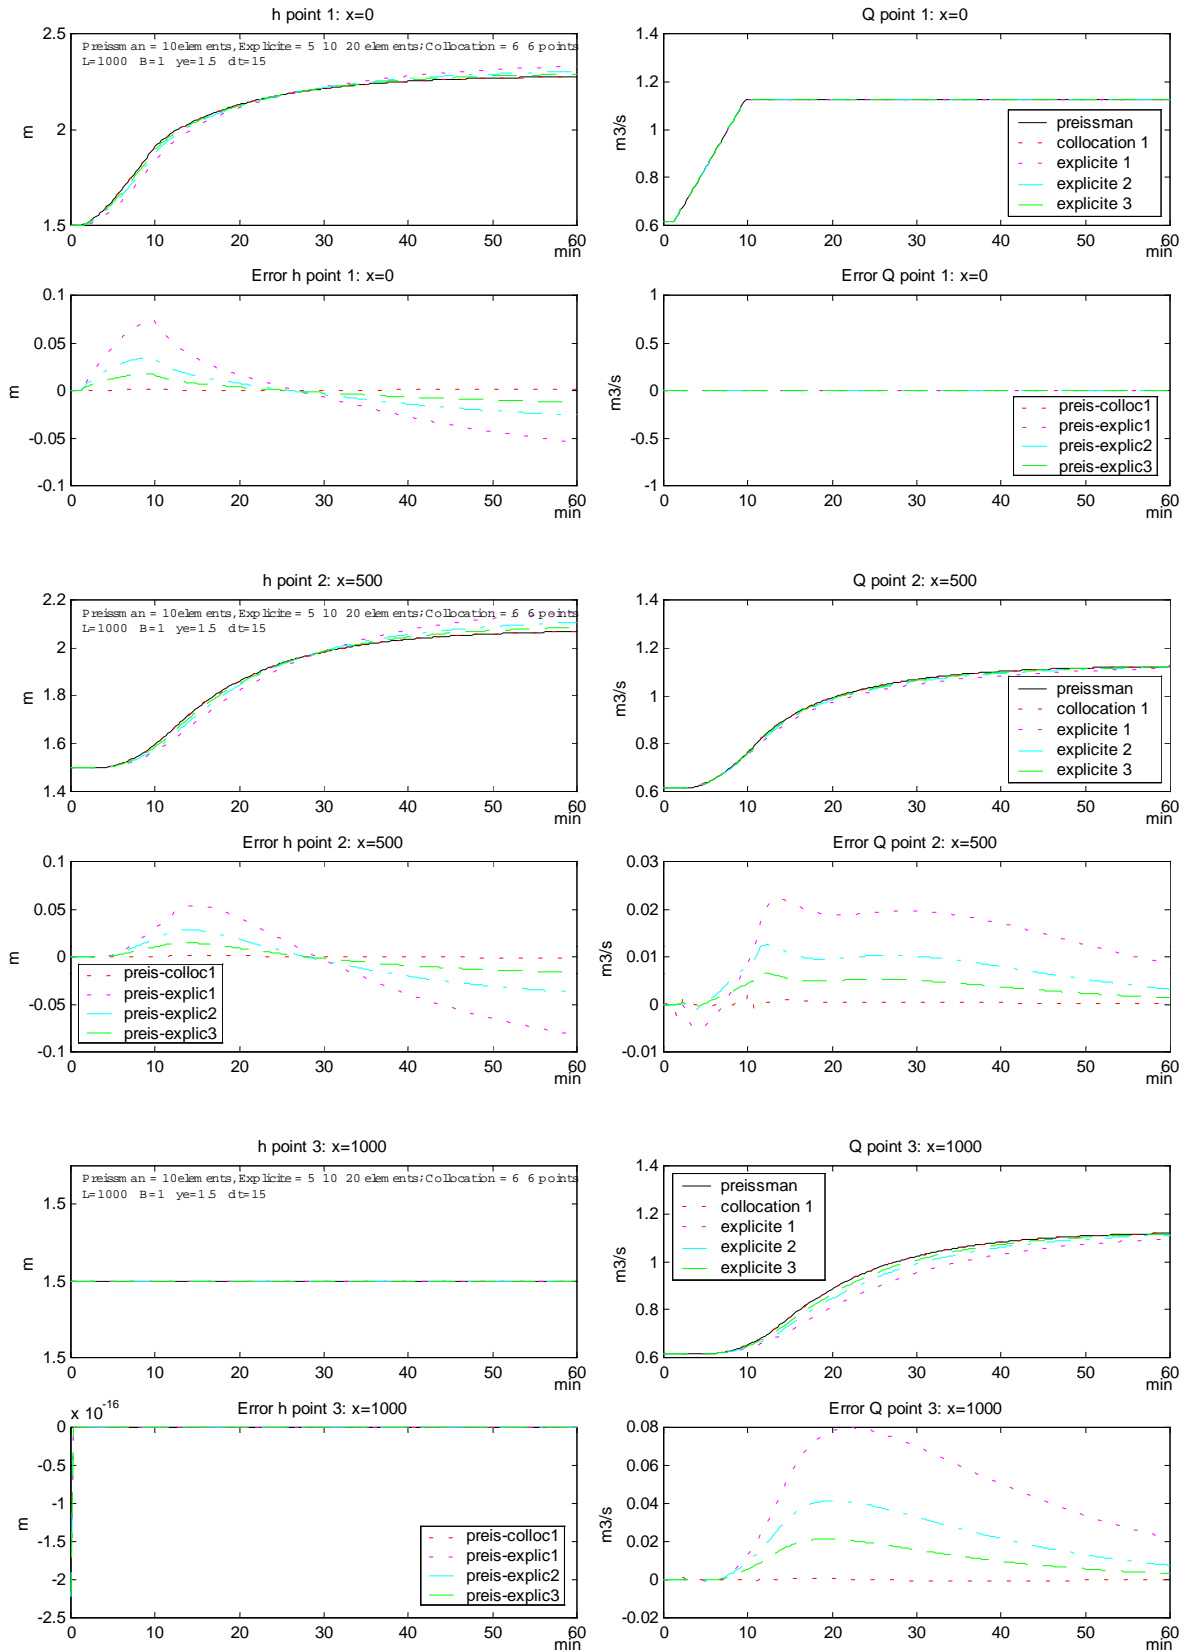 h point 1: x=0
2.5
2
1.5
m
Preissman = 10 elements, Explicite = 5 10 20 elements; Collocation = 6 6 points
L=1000 B=1 ye=1.5 dt=15
0 10 20 30 40 50 60
min
Q point 1: x=0
1.4
1.2
1
0.8
0.6
m3/s
preissman
collocation 1
explicite 1
explicite 2
explicite 3
0 10 20 30 40 50 60
min
Error h point 1: x=0
0.1
0.05
0
-0.05
-0.1
m
0 10 20 30 40 50 60
min
Error Q point 1: x=0
1
0.5
0
-0.5
-1
m3/s
preis-colloc1
preis-explic1
preis-explic2
preis-explic3
0 10 20 30 40 50 60
min
h point 2: x=500
2.2
2
1.8
1.6
1.4
m
Preissman = 10 elements, Explicite = 5 10 20 elements; Collocation = 6 6 points
L=1000 B=1 ye=1.5 dt=15
0 10 20 30 40 50 60
min
Q point 2: x=500
1.4
1.2
1
0.8
0.6
m3/s
preissman
collocation 1
explicite 1
explicite 2
explicite 3
0 10 20 30 40 50 60
min
Error h point 2: x=500
0.1
0.05
0
-0.05
-0.1
m
preis-colloc1
preis-explic1
preis-explic2
preis-explic3
0 10 20 30 40 50 60
min
Error Q point 2: x=500
0.03
0.02
0.01
0
-0.01
m3/s
0 10 20 30 40 50 60
min
h point 3: x=1000
1.5
1.5
1.5
m
Preissman = 10 elements, Explicite = 5 10 20 elements; Collocation = 6 6 points
L=1000 B=1 ye=1.5 dt=15
0 10 20 30 40 50 60
min
Q point 3: x=1000
1.4
1.2
1
0.8
0.6
m3/s
preissman
collocation 1
explicite 1
explicite 2
explicite 3
0 10 20 30 40 50 60
min
x 10^-16
Error h point 3: x=1000
0
-0.5
-1
-1.5
-2
-2.5
m
preis-colloc1
preis-explic1
preis-explic2
preis-explic3
0 10 20 30 40 50 60
min
Error Q point 3: x=1000
0.08
0.06
0.04
0.02
0
-0.02
m3/s
0 10 20 30 40 50 60
min